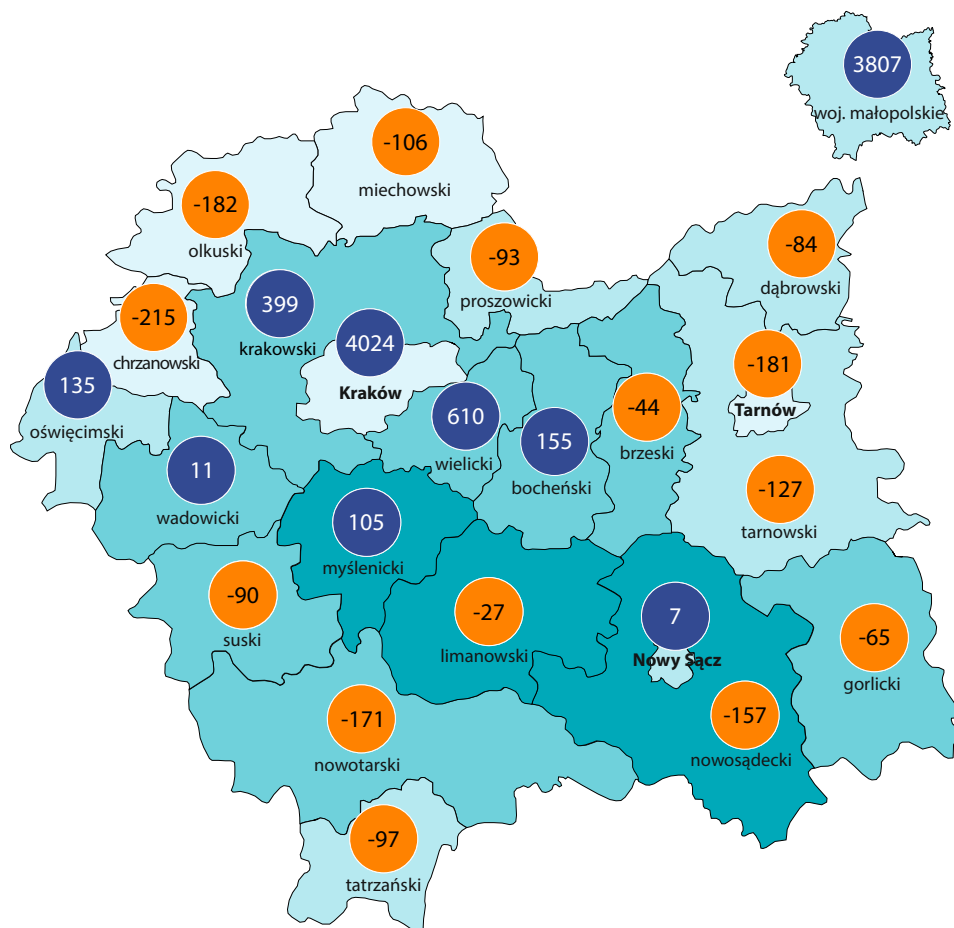 3807
woj. małopolskie
-106
miechowski
-182
olkuski
-84
dąbrowski
-93
proszowicki
399
krakowski
-215
chrzanowski
4024
Kraków
135
oświęcimski
-181
Tarnów
610
wielicki
-44
brzeski
155
bocheński
11
wadowicki
-127
tarnowski
105
myślenicki
-90
suski
-27
limanowski
7
Nowy Sącz
-65
gorlicki
-171
nowotarski
-157
nowosądecki
-97
tatrzański